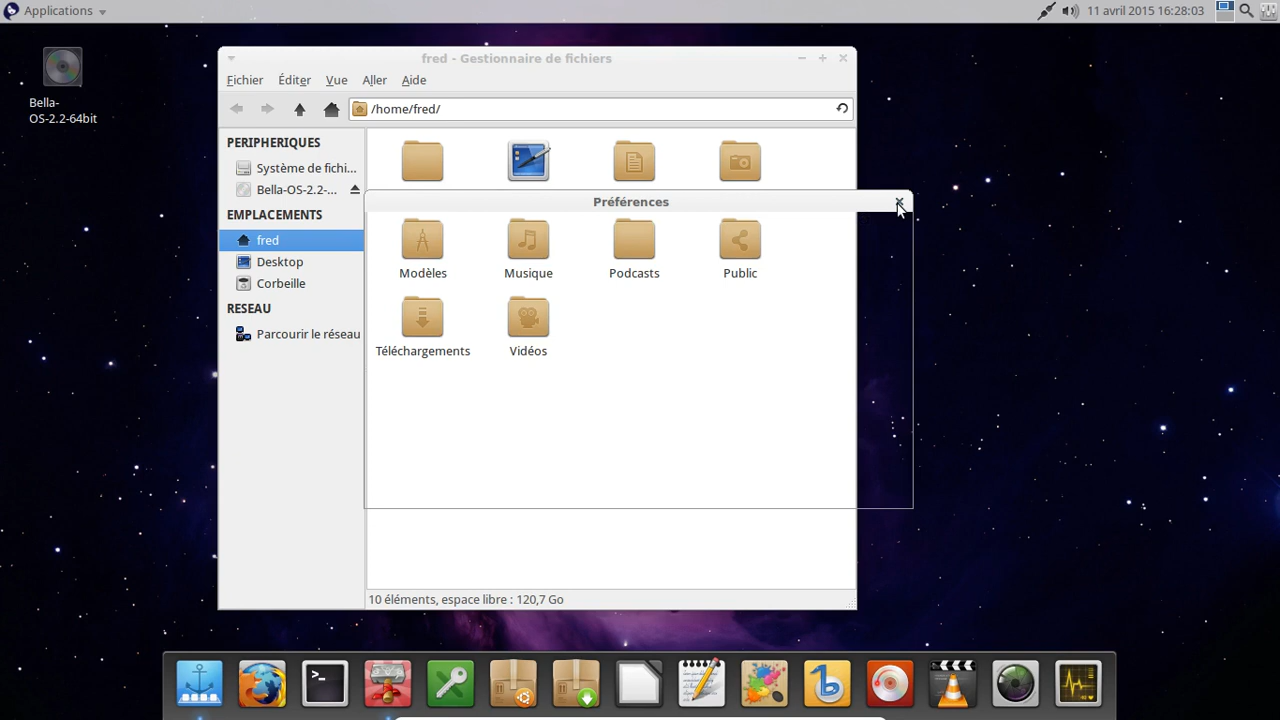 Applications
11 avril 2015 16:28:03
Bella-
OS-2.2-64bit
fred - Gestionnaire de fichiers
Fichier Éditer Vue Aller Aide
/home/fred/
PERIPHERIQUES
Système de fichi...
Bella-OS-2.2-...
EMPLACEMENTS
fred
Desktop
Corbeille
RESEAU
Parcourir le réseau
Préférences
Modèles Musique Podcasts Public
Téléchargements Vidéos
10 éléments, espace libre : 120,7 Go